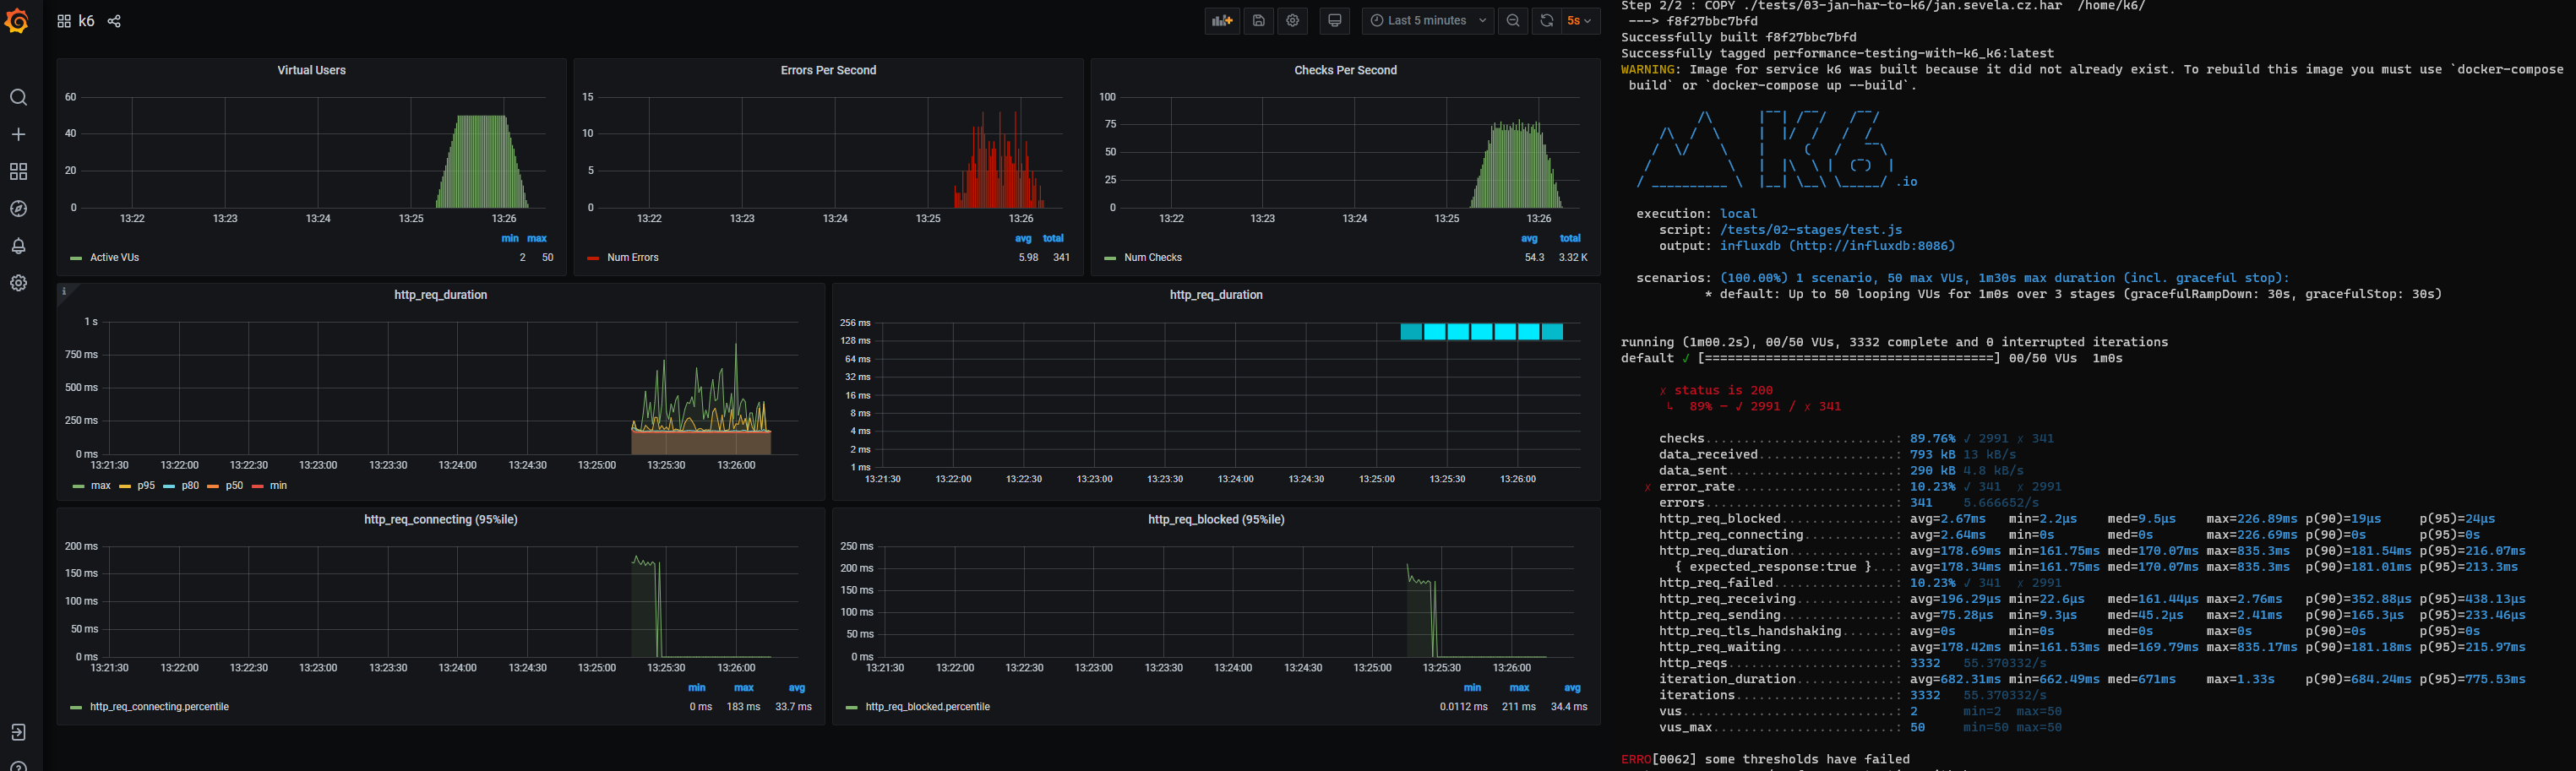 k6
Last 5 minutes
5s
Virtual Users
60
40
20
0
13:22 13:23 13:24 13:25 13:26
min max
Active VUs 2 50
Errors Per Second
15
10
5
0
13:22 13:23 13:24 13:25 13:26
avg total
Num Errors 5.98 341
Checks Per Second
100
75
50
25
0
13:22 13:23 13:24 13:25 13:26
avg total
Num Checks 54.3 3.32 K
i
http_req_duration
1 s
750 ms
500 ms
250 ms
0 ms
13:21:30 13:22:00 13:22:30 13:23:00 13:23:30 13:24:00 13:24:30 13:25:00 13:25:30 13:26:00
max p95 p80 p50 min
http_req_duration
256 ms
128 ms
64 ms
32 ms
16 ms
8 ms
4 ms
2 ms
1 ms
13:21:30 13:22:00 13:22:30 13:23:00 13:23:30 13:24:00 13:24:30 13:25:00 13:25:30 13:26:00
http_req_connecting (95%ile)
200 ms
150 ms
100 ms
50 ms
0 ms
13:21:30 13:22:00 13:22:30 13:23:00 13:23:30 13:24:00 13:24:30 13:25:00 13:25:30 13:26:00
min max avg
http_req_connecting.percentile 0 ms 183 ms 33.7 ms
http_req_blocked (95%ile)
250 ms
200 ms
150 ms
100 ms
50 ms
0 ms
13:21:30 13:22:00 13:22:30 13:23:00 13:23:30 13:24:00 13:24:30 13:25:00 13:25:30 13:26:00
min max avg
http_req_blocked.percentile 0.0112 ms 211 ms 34.4 ms
Step 2/2 : COPY ./tests/03-jan-har-to-k6/jan.sevela.cz.har /home/k6/
---> f8f27bbc7bfd
Successfully built f8f27bbc7bfd
Successfully tagged performance-testing-with-k6_k6:latest
WARNING: Image for service k6 was built because it did not already exist. To rebuild this image you must use `docker-compose
build` or `docker-compose up --build`.
.io
execution: local
script: /tests/02-stages/test.js
output: influxdb (http://influxdb:8086)
scenarios: (100.00%) 1 scenario, 50 max VUs, 1m30s max duration (incl. graceful stop):
* default: Up to 50 looping VUs for 1m0s over 3 stages (gracefulRampDown: 30s, gracefulStop: 30s)
running (1m00.2s), 00/50 VUs, 3332 complete and 0 interrupted iterations
default ✓ [======================================] 00/50 VUs 1m0s
✗ status is 200
↳ 89% — ✓ 2991 / ✗ 341
checks.........................: 89.76% ✓ 2991 ✗ 341
data_received..................: 793 kB 13 kB/s
data_sent......................: 290 kB 4.8 kB/s
✗ error_rate.....................: 10.23% ✓ 341 ✗ 2991
errors.........................: 341 5.666652/s
http_req_blocked...............: avg=2.67ms min=2.2µs med=9.5µs max=226.89ms p(90)=19µs p(95)=24µs
http_req_connecting............: avg=2.64ms min=0s med=0s max=226.69ms p(90)=0s p(95)=0s
http_req_duration..............: avg=178.69ms min=161.75ms med=170.07ms max=835.3ms p(90)=181.54ms p(95)=216.07ms
{ expected_response:true }...: avg=178.34ms min=161.75ms med=170.07ms max=835.3ms p(90)=181.01ms p(95)=213.3ms
http_req_failed................: 10.23% ✓ 341 ✗ 2991
http_req_receiving.............: avg=196.29µs min=22.6µs med=161.44µs max=2.76ms p(90)=352.88µs p(95)=438.13µs
http_req_sending...............: avg=75.28µs min=9.3µs med=45.2µs max=2.41ms p(90)=165.3µs p(95)=233.46µs
http_req_tls_handshaking.......: avg=0s min=0s med=0s max=0s p(90)=0s p(95)=0s
http_req_waiting...............: avg=178.42ms min=161.53ms med=169.79ms max=835.17ms p(90)=181.18ms p(95)=215.97ms
http_reqs......................: 3332 55.370332/s
iteration_duration.............: avg=682.31ms min=662.49ms med=671ms max=1.33s p(90)=684.24ms p(95)=775.53ms
iterations.....................: 3332 55.370332/s
vus............................: 2 min=2 max=50
vus_max........................: 50 min=50 max=50
ERRO[0062] some thresholds have failed